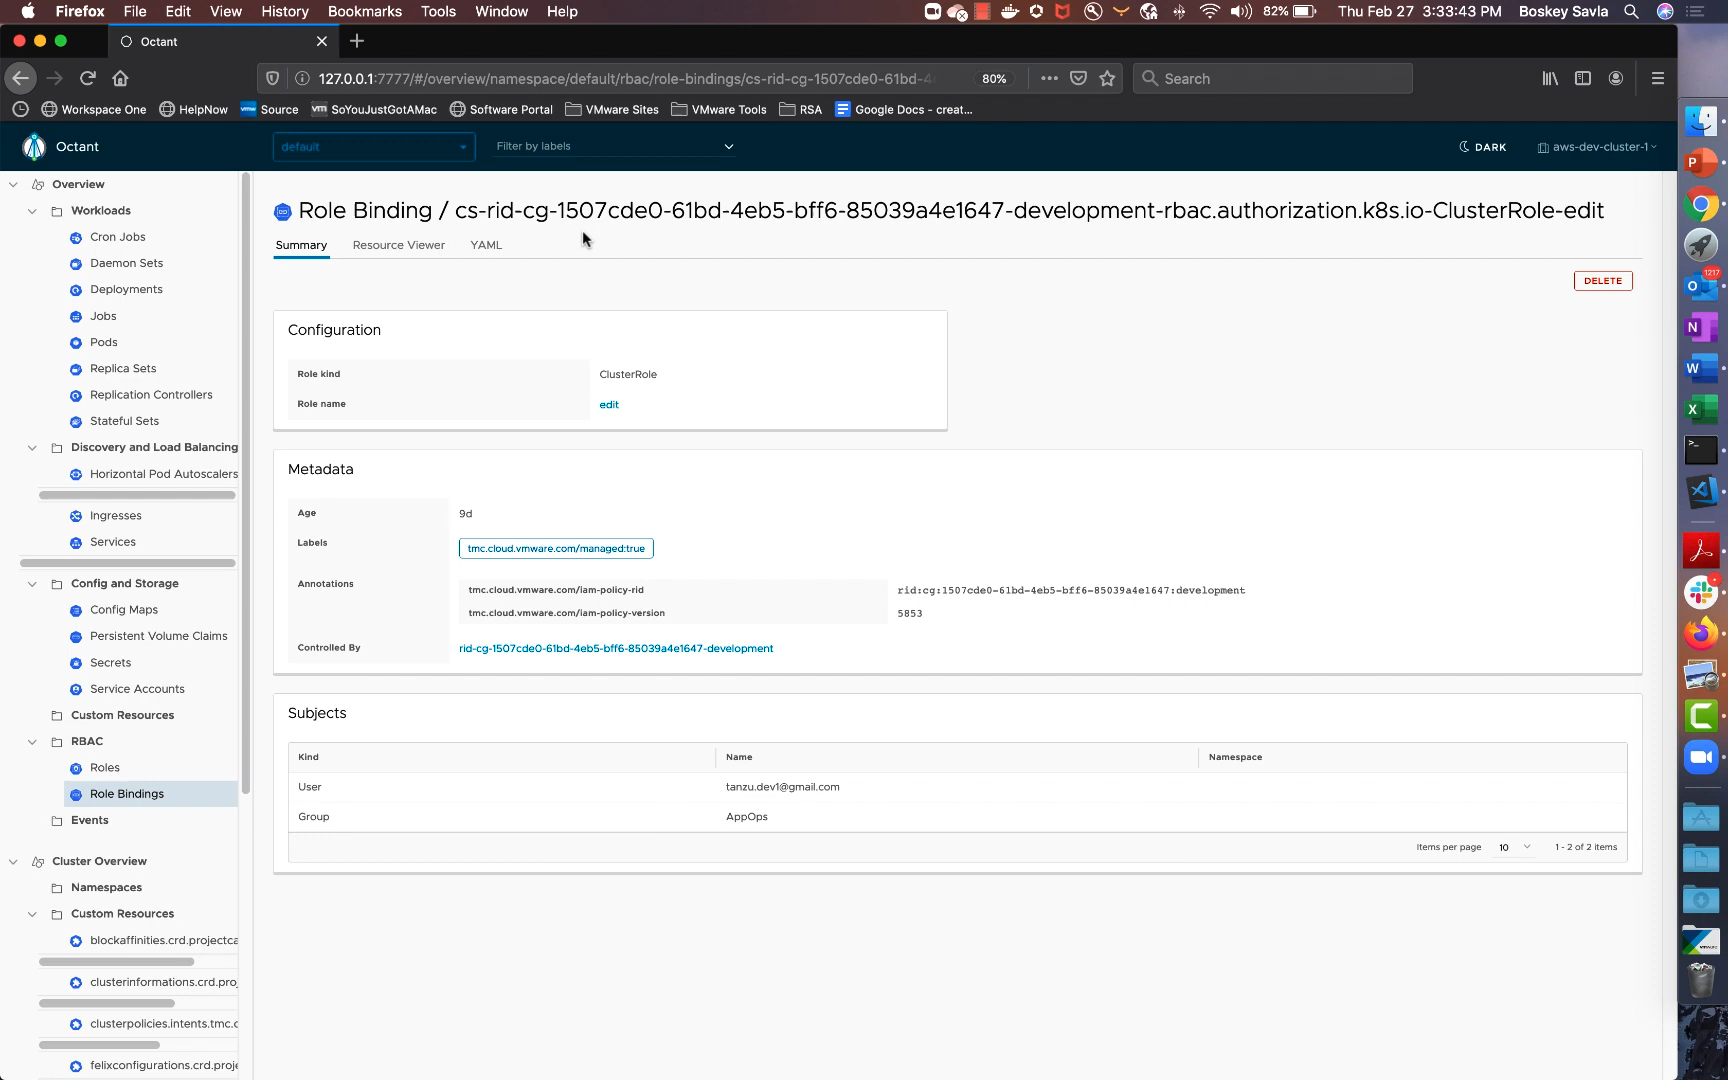 Firefox File Edit View History Bookmarks Tools Window Help 82% Thu Feb 27 3:33:43 PM Boskey Savla
Octant
127.0.0.1:7777/#/overview/namespace/default/rbac/role-bindings/cs-rid-cg-1507cde0-61bd-4 80% Search
Workspace One HelpNow Source SoYouJustGotAMac Software Portal VMware Sites VMware Tools RSA Google Docs - creat...
Octant default Filter by labels DARK aws-dev-cluster-1
Overview
Workloads
Cron Jobs
Daemon Sets
Deployments
Jobs
Pods
Replica Sets
Replication Controllers
Stateful Sets
Discovery and Load Balancing
Horizontal Pod Autoscalers
Ingresses
Services
Config and Storage
Config Maps
Persistent Volume Claims
Secrets
Service Accounts
Custom Resources
RBAC
Roles
Role Bindings
Events
Cluster Overview
Namespaces
Custom Resources
blockaffinities.crd.projectca
clusterinformations.crd.proj
clusterpolicies.intents.tmc.c
felixconfigurations.crd.proje
Role Binding / cs-rid-cg-1507cde0-61bd-4eb5-bff6-85039a4e1647-development-rbac.authorization.k8s.io-ClusterRole-edit
Summary Resource Viewer YAML
DELETE
Configuration
Role kind ClusterRole
Role name edit
Metadata
Age 9d
Labels tmc.cloud.vmware.com/managed:true
Annotations tmc.cloud.vmware.com/iam-policy-rid rid:cg:1507cde0-61bd-4eb5-bff6-85039a4e1647:development
tmc.cloud.vmware.com/iam-policy-version 5853
Controlled By rid-cg-1507cde0-61bd-4eb5-bff6-85039a4e1647-development
Subjects
Kind Name Namespace
User tanzu.dev1@gmail.com
Group AppOps
Items per page 10 1 - 2 of 2 items
1217